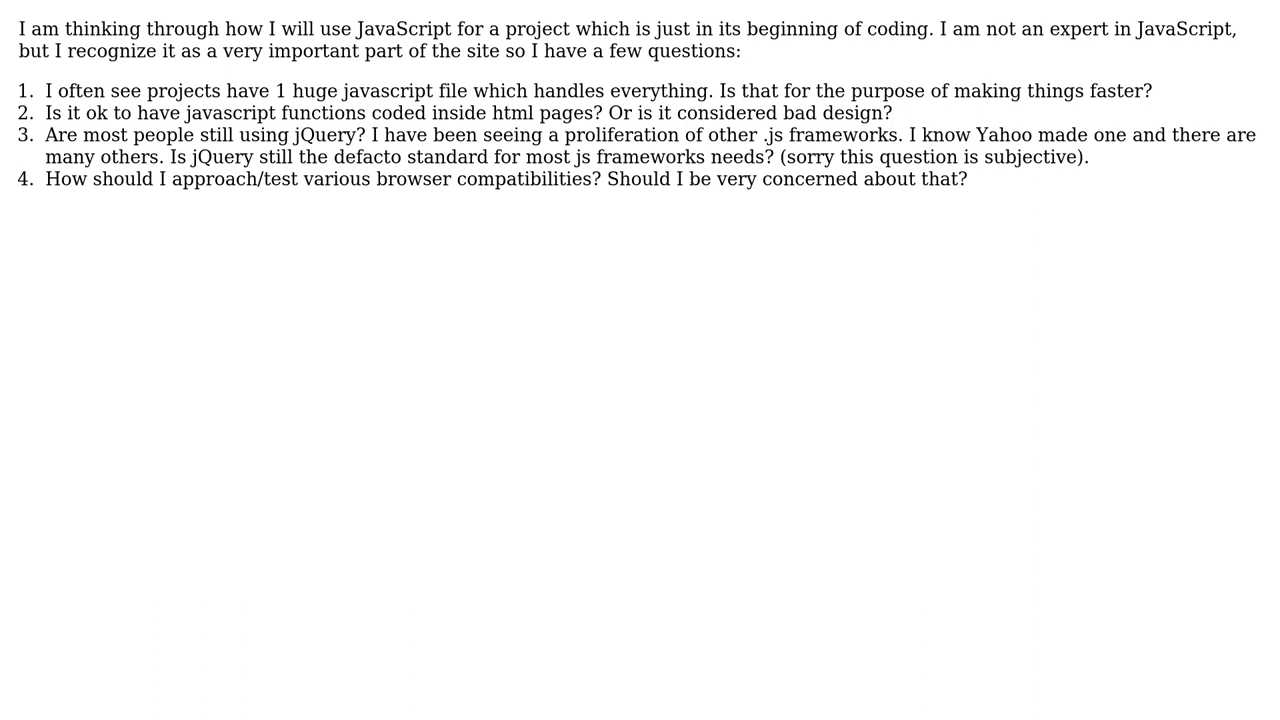 I am thinking through how I will use JavaScript for a project which is just in its beginning of coding. I am not an expert in JavaScript,
but I recognize it as a very important part of the site so I have a few questions:
1. I often see projects have 1 huge javascript file which handles everything. Is that for the purpose of making things faster?
2. Is it ok to have javascript functions coded inside html pages? Or is it considered bad design?
3. Are most people still using jQuery? I have been seeing a proliferation of other .js frameworks. I know Yahoo made one and there are
many others. Is jQuery still the defacto standard for most js frameworks needs? (sorry this question is subjective).
4. How should I approach/test various browser compatibilities? Should I be very concerned about that?